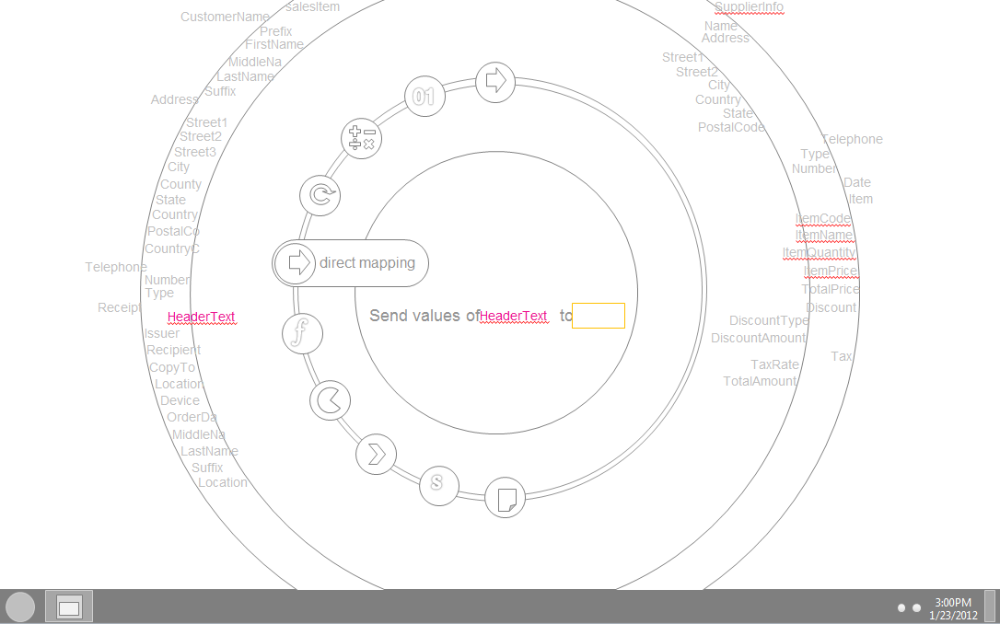 salesItem
CustomerName
Prefix
FirstName
MiddleNa
LastName
Suffix
Address
Street1
Street2
Street3
City
County
State
Country
PostalCo
CountryC
Telephone
Number
Type
Receipt
HeaderText
Issuer
Recipient
CopyTo
Location
Device
OrderDa
MiddleNa
LastName
Suffix
Location
01
direct mapping
Send values of HeaderText to
f
S
SupplierInfo
Name
Address
Street1
Street2
City
Country
State
PostalCode
Telephone
Type
Number
Date
Item
ItemCode
ItemName
ItemQuantity
ItemPrice
TotalPrice
Discount
DiscountType
DiscountAmount
Tax
TaxRate
TotalAmount
3:00PM
1/23/2012